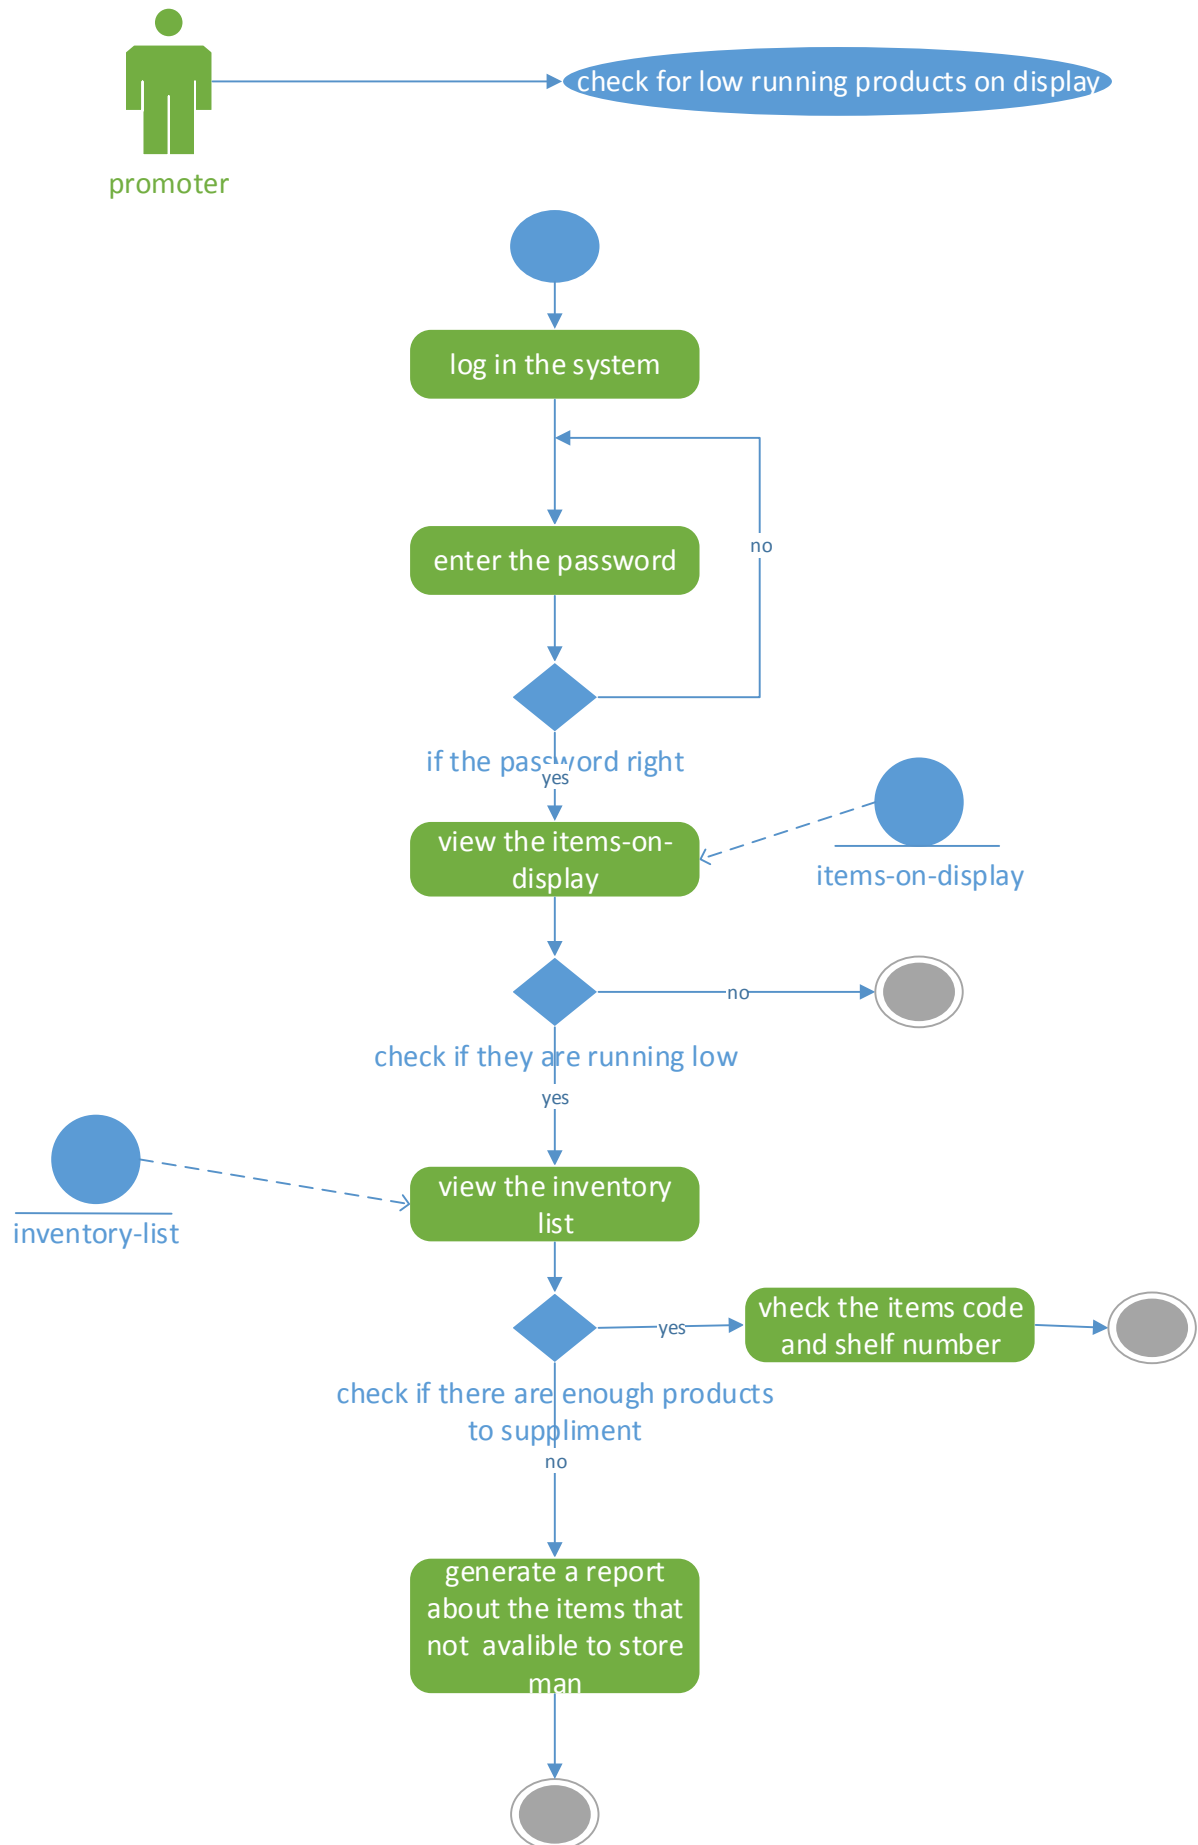 check for low running products on display
promoter
log in the system
no
enter the password
if the password right
yes
view the items-on-
display
items-on-display
no
check if they are running low
yes
view the inventory
list
inventory-list
vheck the items code
and shelf number
yes
check if there are enough products
to suppliment
no
generate a report
about the items that
not  avalible to store
man